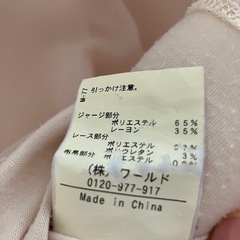 引っかけ注意。
ジャージ部分
ポリエステル 65%
レーヨン 35%
レース部分
ポリエステル 97%
ポリウレタン 3%
ポリエステル
(株)ワールド
0120-977-917
Made in China